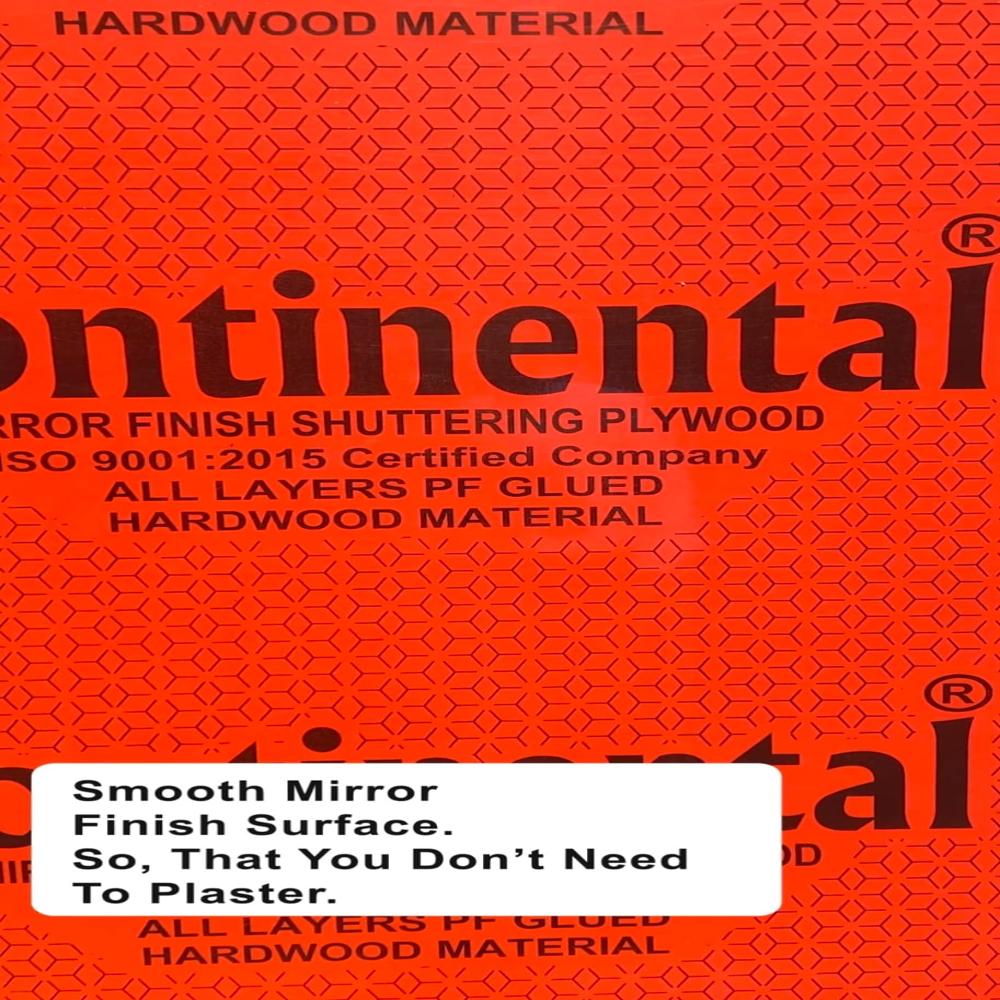 HARDWOOD MATERIAL
®
ontinental
RROR FINISH SHUTTERING PLYWOOD
ISO 9001:2015 Certified Company
ALL LAYERS PF GLUED
HARDWOOD MATERIAL
®
tal
Smooth Mirror
Finish Surface.
So, That You Don’t Need
To Plaster.
OD
ALL LAYERS PF GLUED
HARDWOOD MATERIAL